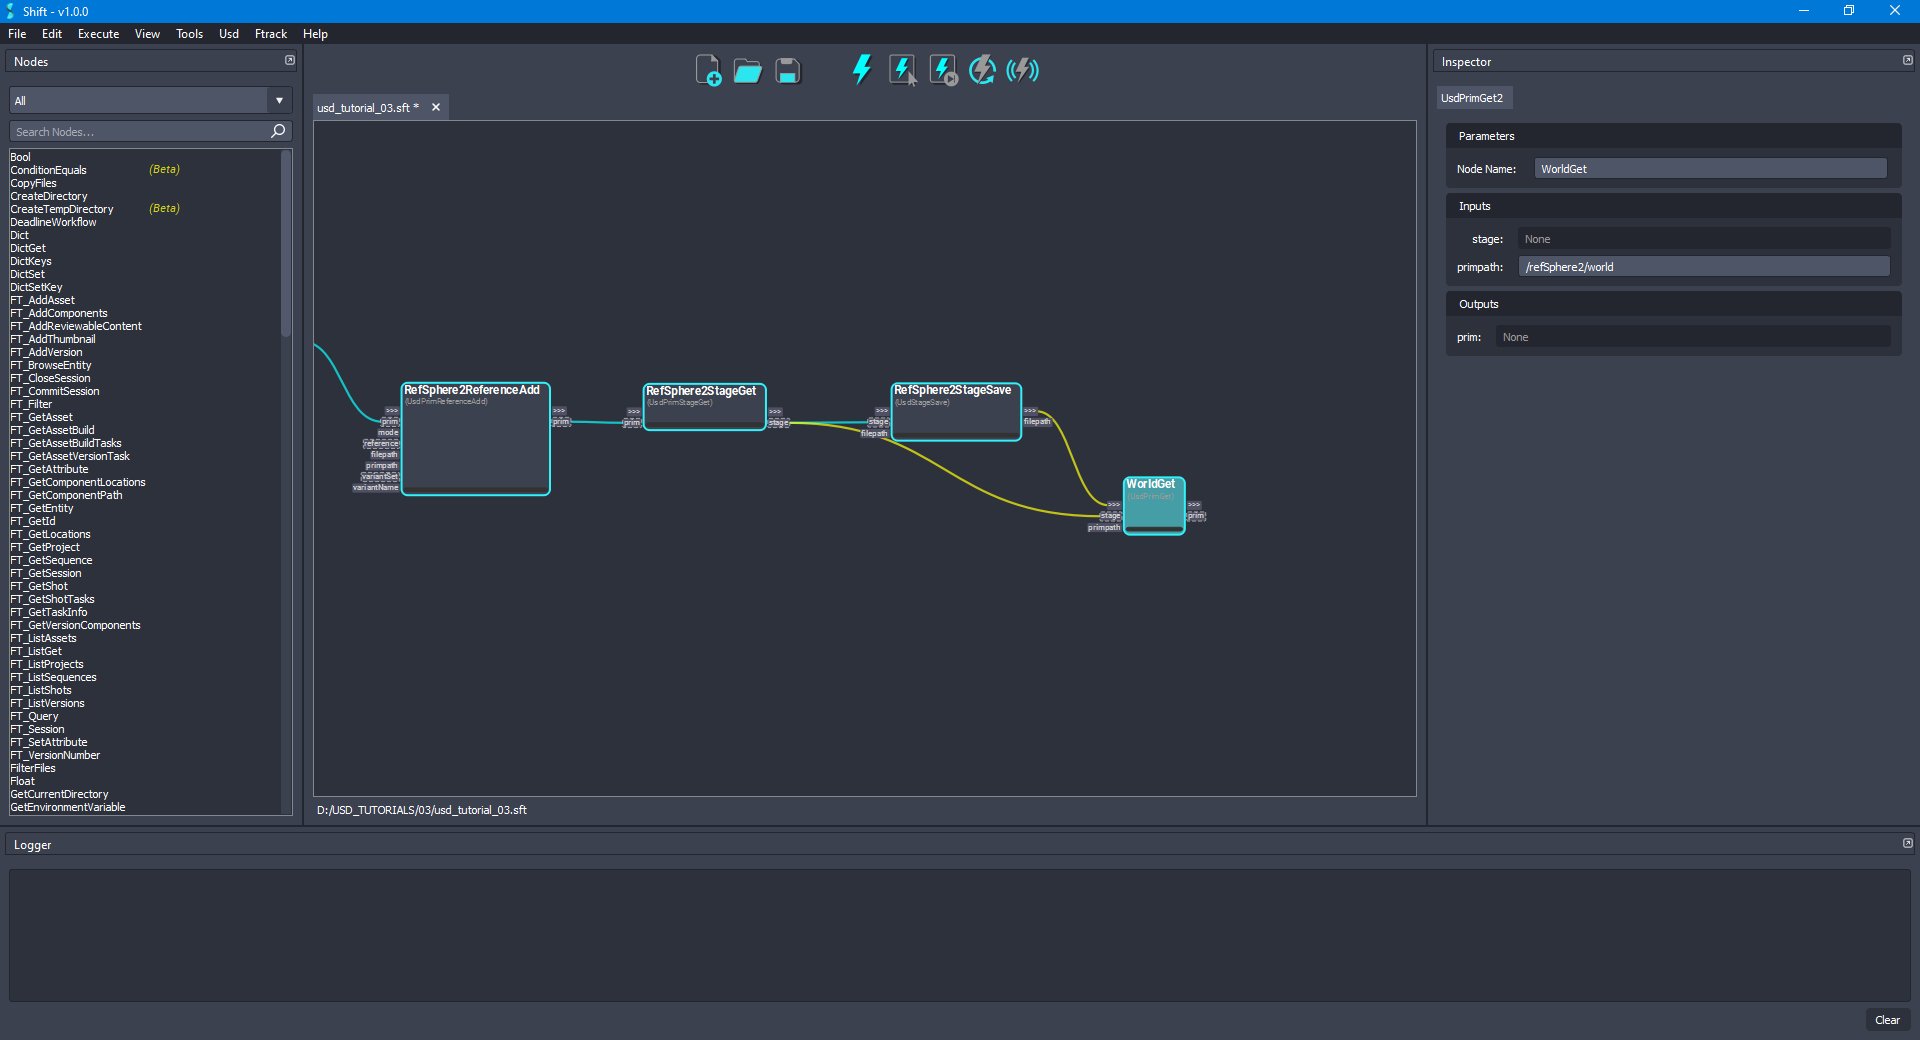 Shift - v1.0.0
File Edit Execute View Tools Usd Ftrack Help
Nodes
All
Search Nodes...
Bool
ConditionEquals (Beta)
CopyFiles
CreateDirectory
CreateTempDirectory (Beta)
DeadlineWorkflow
Dict
DictGet
DictKeys
DictSet
DictSetKey
FT_AddAsset
FT_AddComponents
FT_AddReviewableContent
FT_AddThumbnail
FT_AddVersion
FT_BrowseEntity
FT_CloseSession
FT_CommitSession
FT_Filter
FT_GetAsset
FT_GetAssetBuild
FT_GetAssetBuildTasks
FT_GetAssetVersionTask
FT_GetAttribute
FT_GetComponentLocations
FT_GetComponentPath
FT_GetEntity
FT_GetId
FT_GetLocations
FT_GetProject
FT_GetSequence
FT_GetSession
FT_GetShot
FT_GetShotTasks
FT_GetTaskInfo
FT_GetVersionComponents
FT_ListAssets
FT_ListGet
FT_ListProjects
FT_ListSequences
FT_ListShots
FT_ListVersions
FT_Query
FT_Session
FT_SetAttribute
FT_VersionNumber
FilterFiles
Float
GetCurrentDirectory
GetEnvironmentVariable
usd_tutorial_03.sft *
RefSphere2ReferenceAdd
(UsdPrimReferenceAdd)
>>> >>>
prim prim
mode
reference
filepath
primpath
variantSet
variantName
RefSphere2StageGet
(UsdPrimStageGet)
>>> >>>
prim stage
RefSphere2StageSave
(UsdStageSave)
>>> >>>
stage filepath
filepath
WorldGet
(UsdPrimGet)
>>> >>>
stage prim
primpath
D:/USD_TUTORIALS/03/usd_tutorial_03.sft
Inspector
UsdPrimGet2
Parameters
Node Name: WorldGet
Inputs
stage: None
primpath: /refSphere2/world
Outputs
prim: None
Logger
Clear